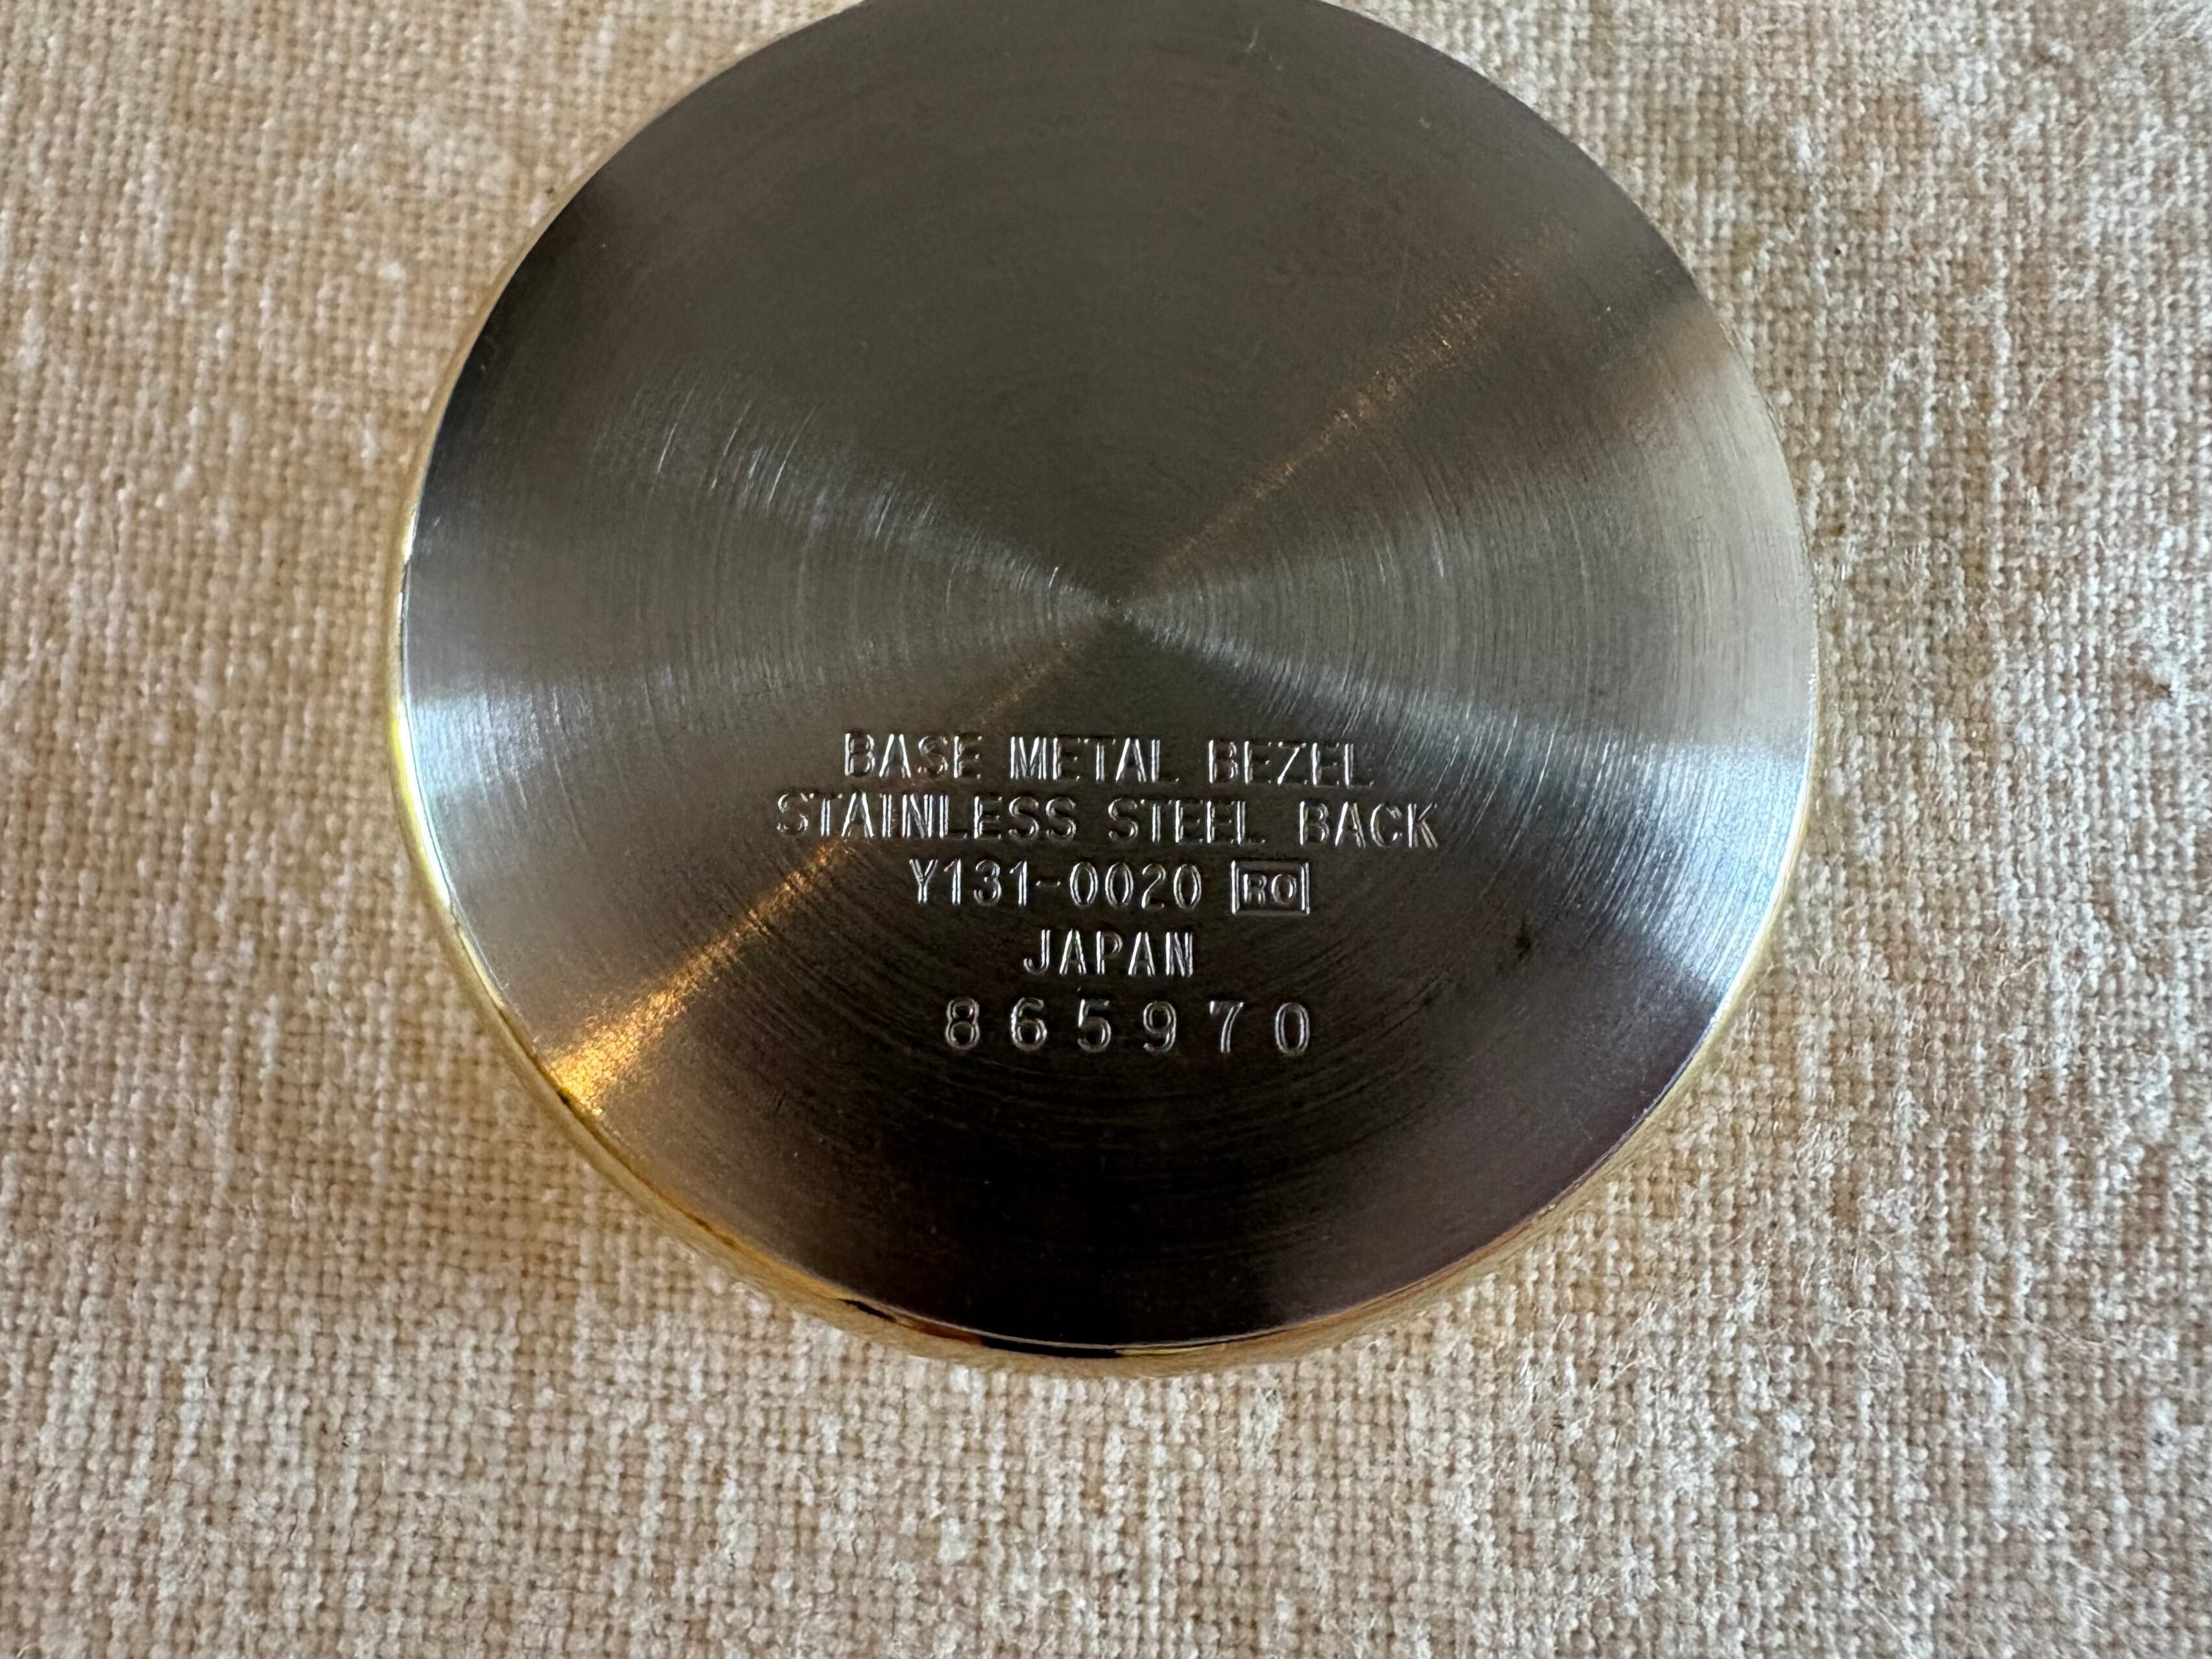 BASE METAL BEZEL
STAINLESS STEEL BACK
Y131-0020 RO
JAPAN
865970